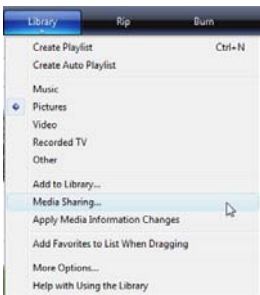 Library Rip Burn
Create Playlist Ctrl+N
Create Auto Playlist
Music
Pictures
Video
Recorded TV
Other
Add to Library...
Media Sharing...
Apply Media Information Changes
Add Favorites to List When Dragging
More Options...
Help with Using the Library